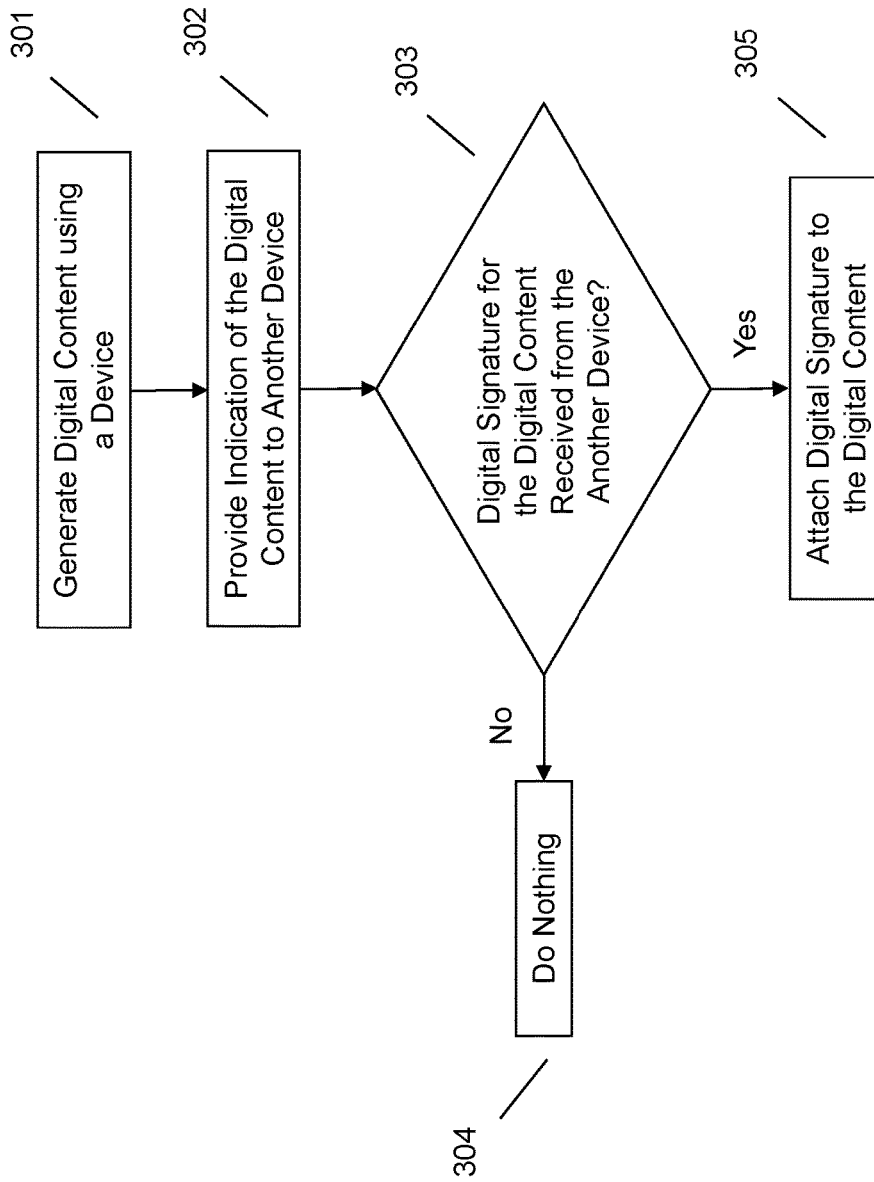 301
Generate Digital Content using
a Device
302
Provide Indication of the Digital
Content to Another Device
303
Digital Signature for
the Digital Content
Received from the
Another Device?
No
Do Nothing
304
Yes
305
Attach Digital Signature to
the Digital Content